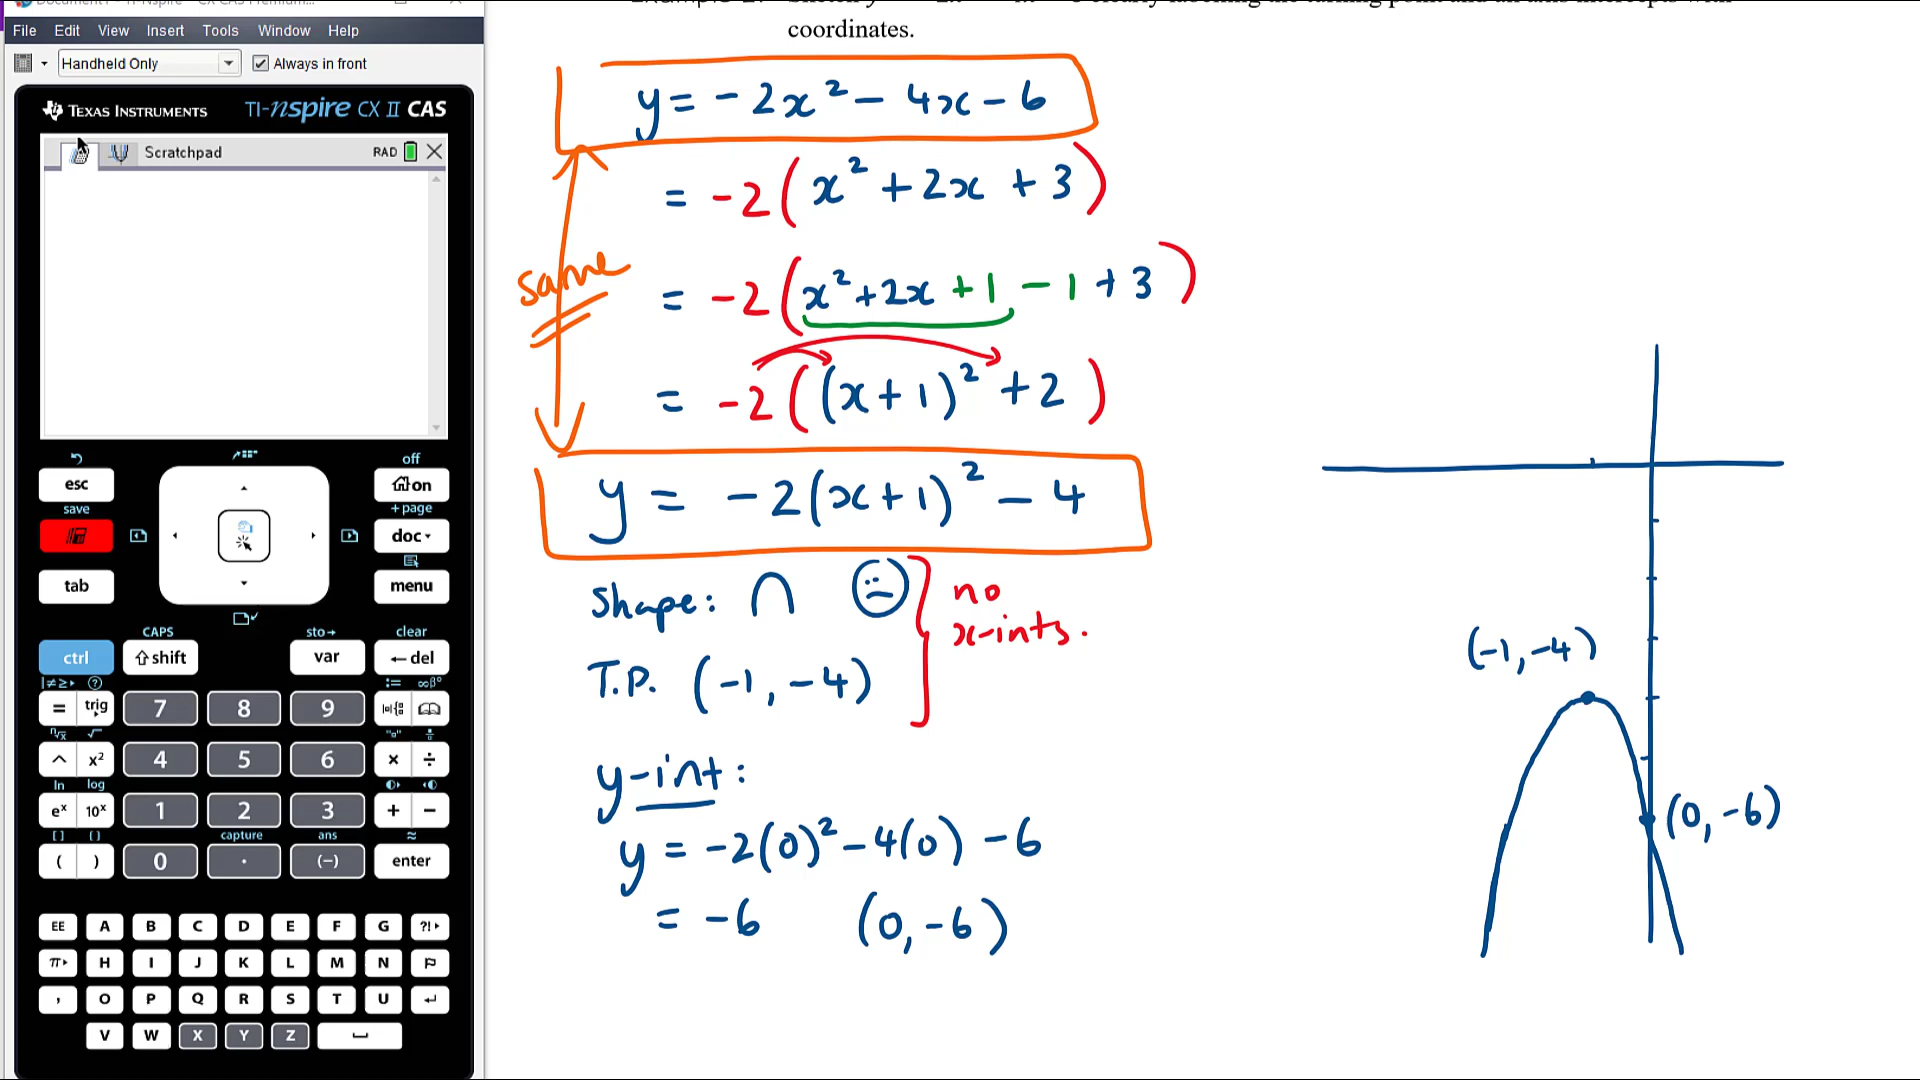 File Edit View Insert Tools Window Help
Handheld Only Always in front
TEXAS INSTRUMENTS TI-nspire CX II CAS
Scratchpad RAD
off
esc on
save + page
doc
tab menu
CAPS sto→ clear
ctrl ⇧shift var ←del
= trig 7 8 9
^ x² 4 5 6 × ÷
ln log
eˣ 10ˣ 1 2 3 + −
[ ] { } capture ans ≈
( ) 0 . (−) enter
EE A B C D E F G ?!▸
π▸ H I J K L M N
, O P Q R S T U ↵
V W X Y Z
coordinates.
y = -2x² - 4x - 6
= -2(x² + 2x + 3)
same
= -2(x² + 2x + 1 - 1 + 3)
= -2((x+1)² + 2)
y = -2(x+1)² - 4
shape: ∩
no
x-ints.
T.P. (-1, -4)
y-int:
y = -2(0)² - 4(0) - 6
= -6 (0, -6)
(-1, -4)
(0, -6)